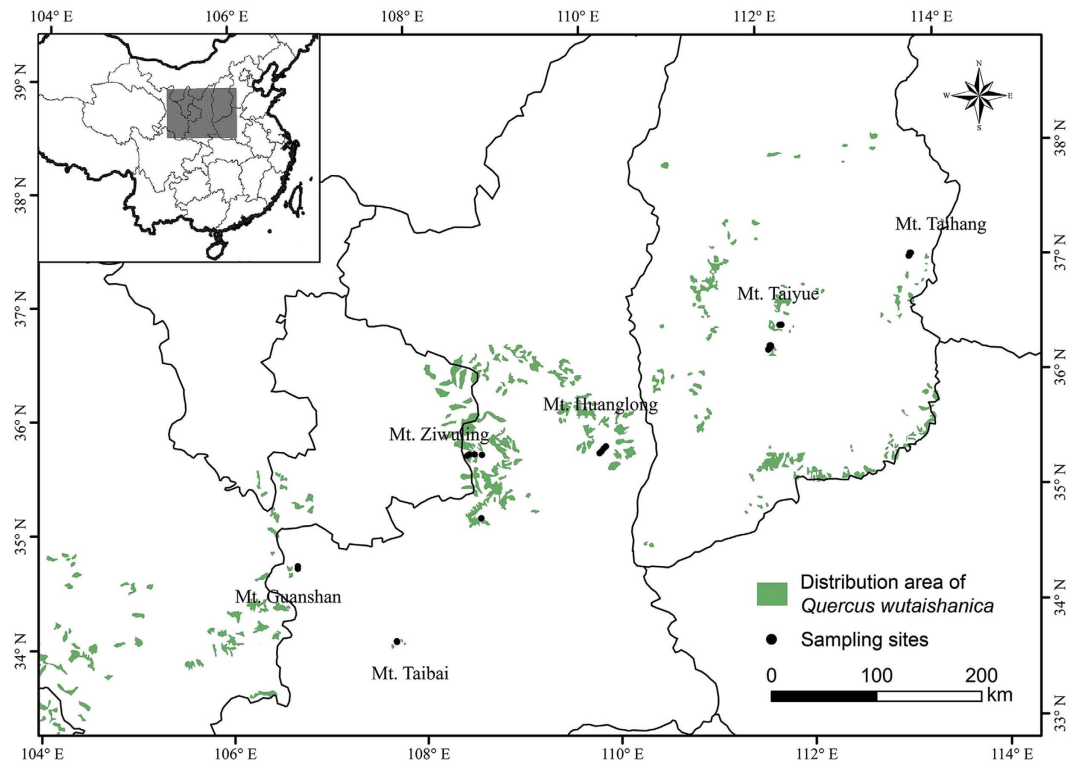 104° E
106° E
108° E
110° E
112° E
114° E
39° N
38° N
37° N
36° N
35° N
34° N
N
W
E
S
38° N
37° N
36° N
35° N
34° N
33° N
Mt. Taihang
Mt. Taiyue
Mt. Huanglong
Mt. Ziwuling
Mt. Guanshan
Mt. Taibai
Distribution area of
Quercus wutaishanica
Sampling sites
0 100 200
km
104° E
106° E
108° E
110° E
112° E
114° E